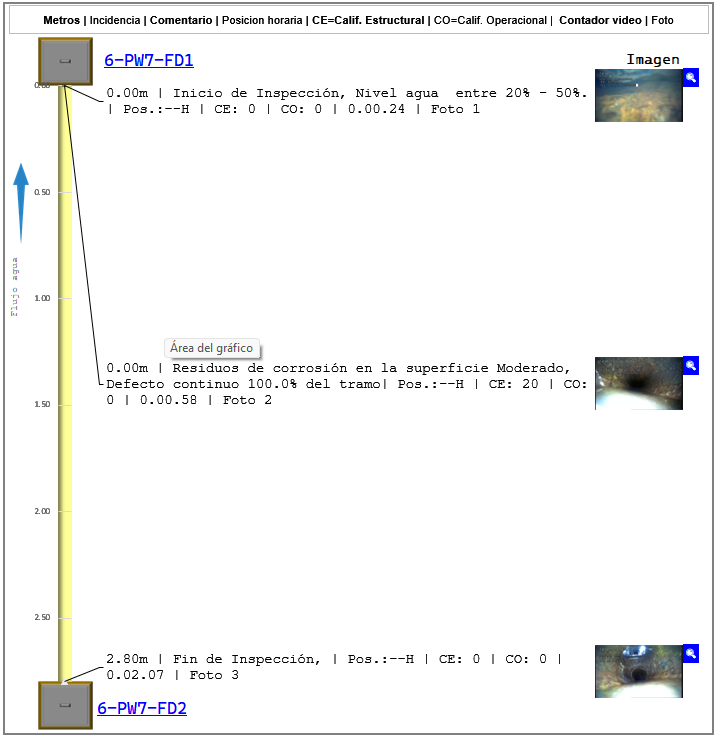 Metros | Incidencia | Comentario | Posicion horaria | CE=Calif. Estructural | CO=Calif. Operacional | Contador video | Foto
6-PW7-FD1
Imagen
0.00
0.00m | Inicio de Inspección, Nivel agua entre 20% - 50%.
| Pos.:--H | CE: 0 | CO: 0 | 0.00.24 | Foto 1
0.50
Flujo agua
1.00
Área del gráfico
0.00m | Residuos de corrosión en la superficie Moderado,
Defecto continuo 100.0% del tramo| Pos.:--H | CE: 20 | CO:
0 | 0.00.58 | Foto 2
1.50
2.00
2.50
2.80m | Fin de Inspección, | Pos.:--H | CE: 0 | CO: 0 |
0.02.07 | Foto 3
6-PW7-FD2